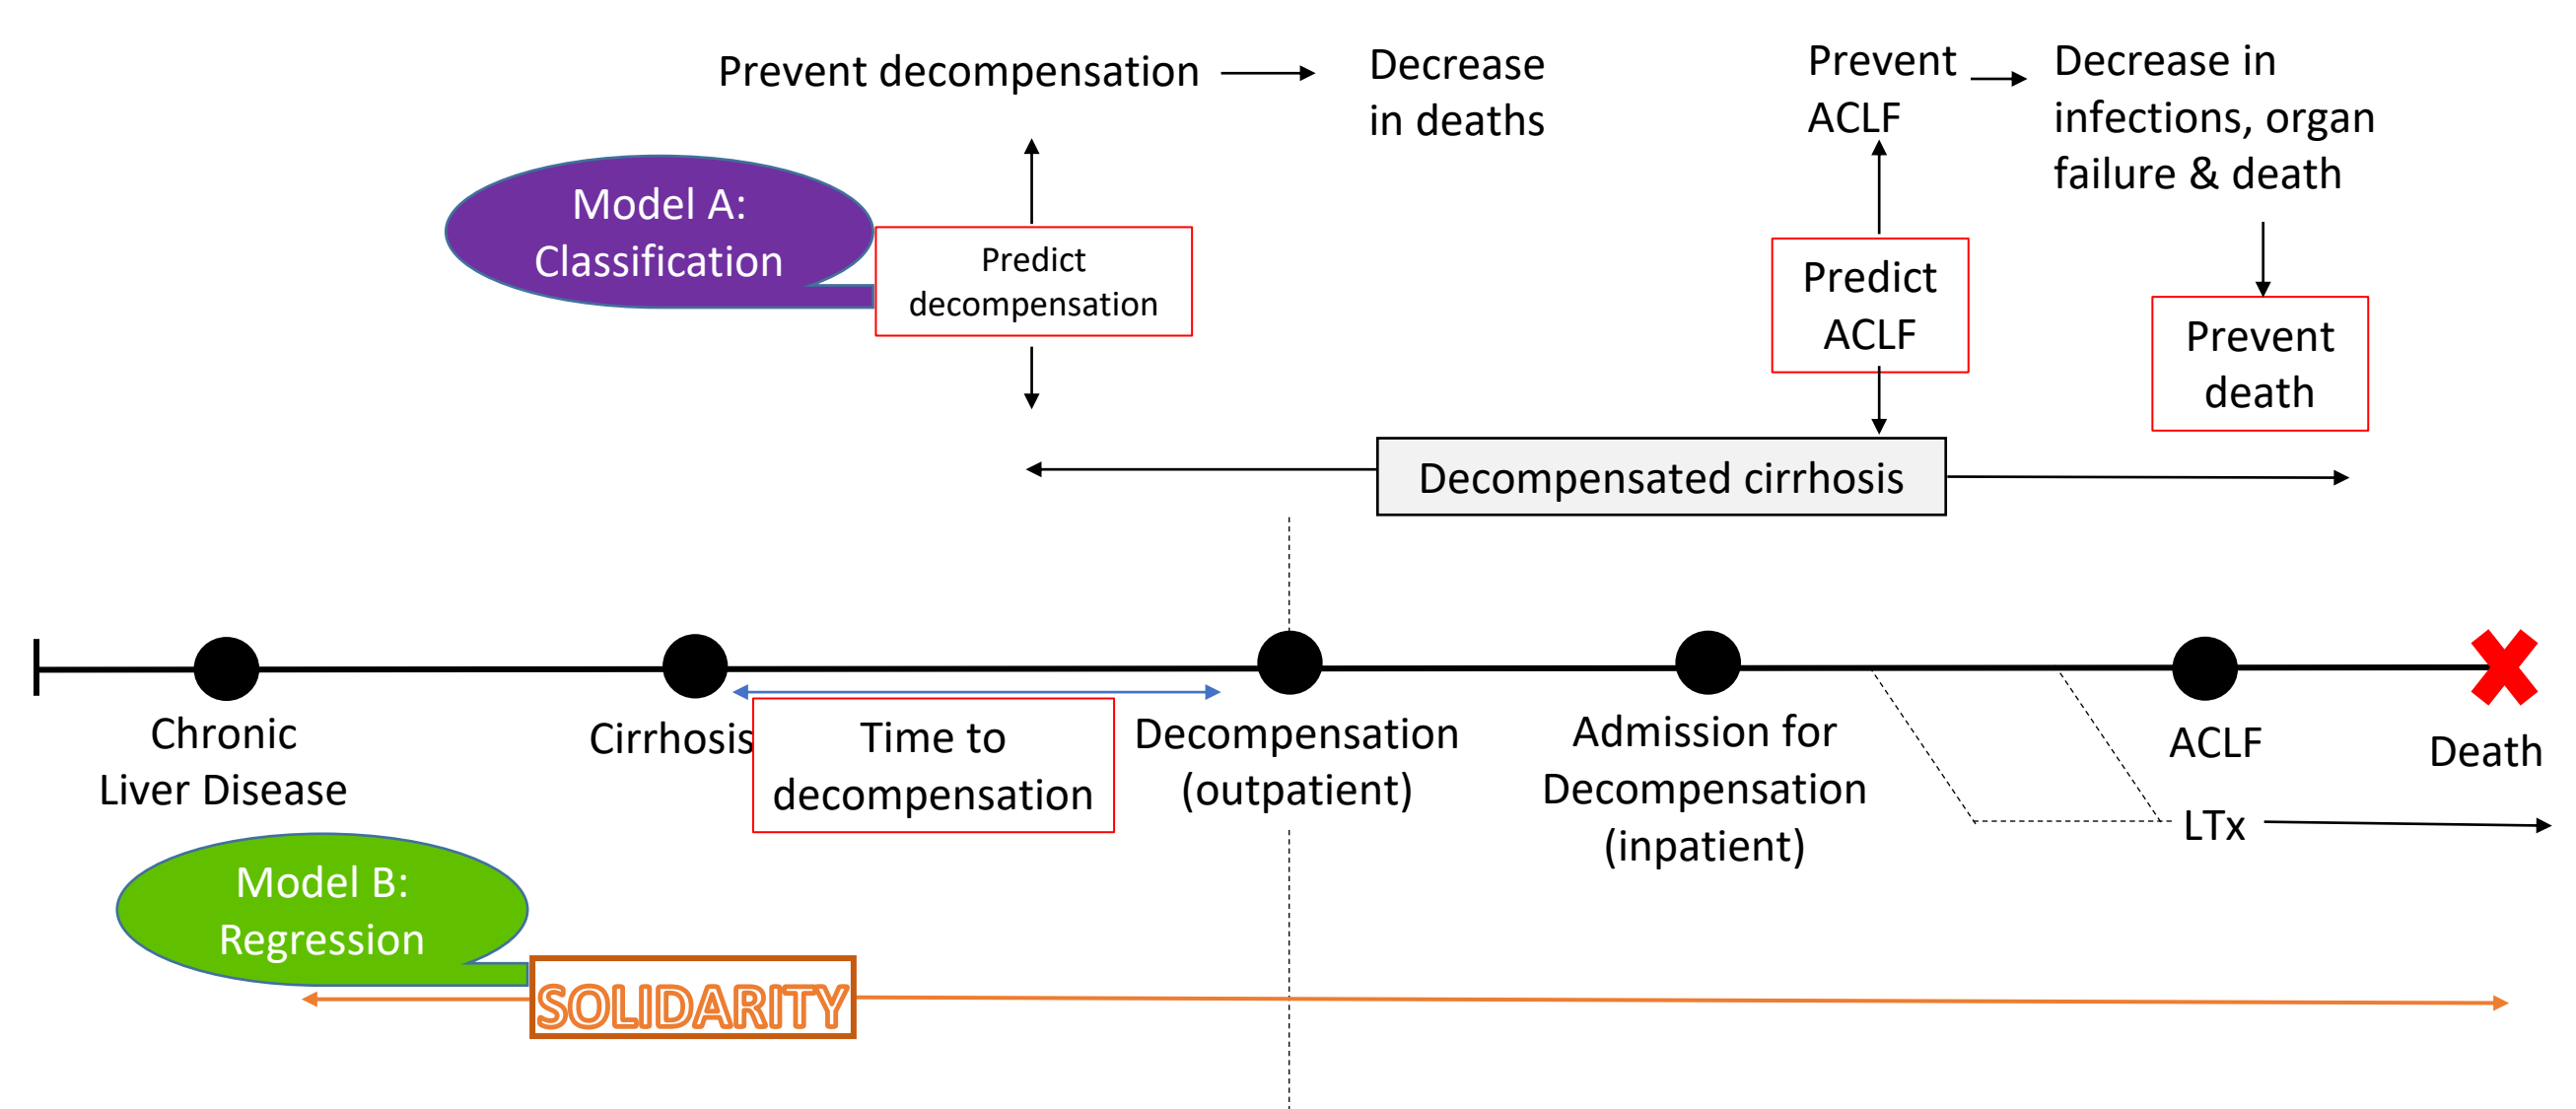 Prevent decompensation
Decrease
in deaths
Prevent
ACLF
Decrease in
infections, organ
failure & death
Model A:
Classification
Predict
decompensation
Predict
ACLF
Prevent
death
Decompensated cirrhosis
Chronic
Liver Disease
Cirrhosis
Time to
decompensation
Decompensation
(outpatient)
Admission for
Decompensation
(inpatient)
ACLF
Death
LTx
Model B:
Regression
SOLIDARITY